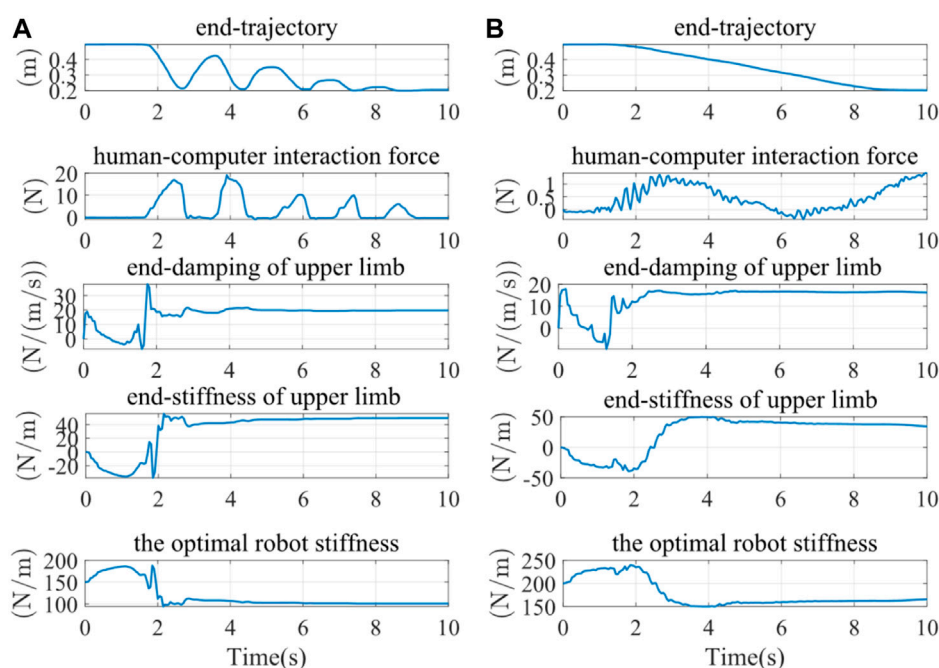 A
end-trajectory
(m)
0.4
0.3
0.2
0 2 4 6 8 10
human-computer interaction force
(N)
20
10
0
0 2 4 6 8 10
end-damping of upper limb
(N/(m/s))
30
20
10
0
0 2 4 6 8 10
end-stiffness of upper limb
(N/m)
40
20
0
-20
0 2 4 6 8 10
the optimal robot stiffness
(N/m)
200
150
100
0 2 4 6 8 10
Time(s)
B
end-trajectory
(m)
0.4
0.3
0.2
0 2 4 6 8 10
human-computer interaction force
(N)
1
0.5
0
0 2 4 6 8 10
end-damping of upper limb
(N/(m/s))
20
10
0
0 2 4 6 8 10
end-stiffness of upper limb
(N/m)
50
0
-50
0 2 4 6 8 10
the optimal robot stiffness
(N/m)
250
200
150
0 2 4 6 8 10
Time(s)